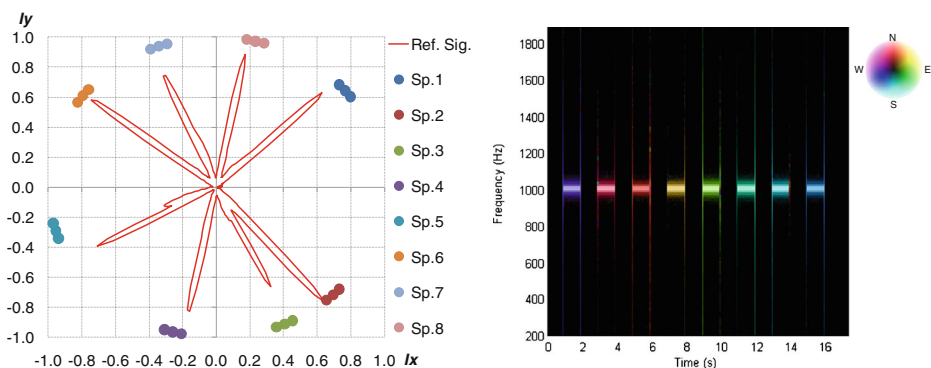 Iy
1.0
0.8
0.6
0.4
0.2
0.0
-0.2
-0.4
-0.6
-0.8
-1.0
-1.0 -0.8 -0.6 -0.4 -0.2 0.0 0.2 0.4 0.6 0.8 1.0
Ix
Ref. Sig.
Sp.1
Sp.2
Sp.3
Sp.4
Sp.5
Sp.6
Sp.7
Sp.8
Frequency (Hz)
1800
1600
1400
1200
1000
800
600
400
200
0 2 4 6 8 10 12 14 16
Time (s)
N
W E
S